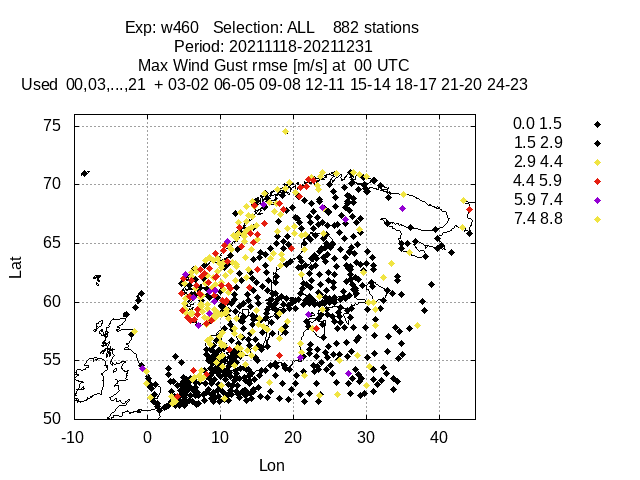 Exp: w460 Selection: ALL 882 stations
Period: 20211118-20211231
Max Wind Gust rmse [m/s] at 00 UTC
Used 00,03,...,21 + 03-02 06-05 09-08 12-11 15-14 18-17 21-20 24-23
75
70
65
60
55
50
Lat
-10 0 10 20 30 40
Lon
0.0 1.5
1.5 2.9
2.9 4.4
4.4 5.9
5.9 7.4
7.4 8.8